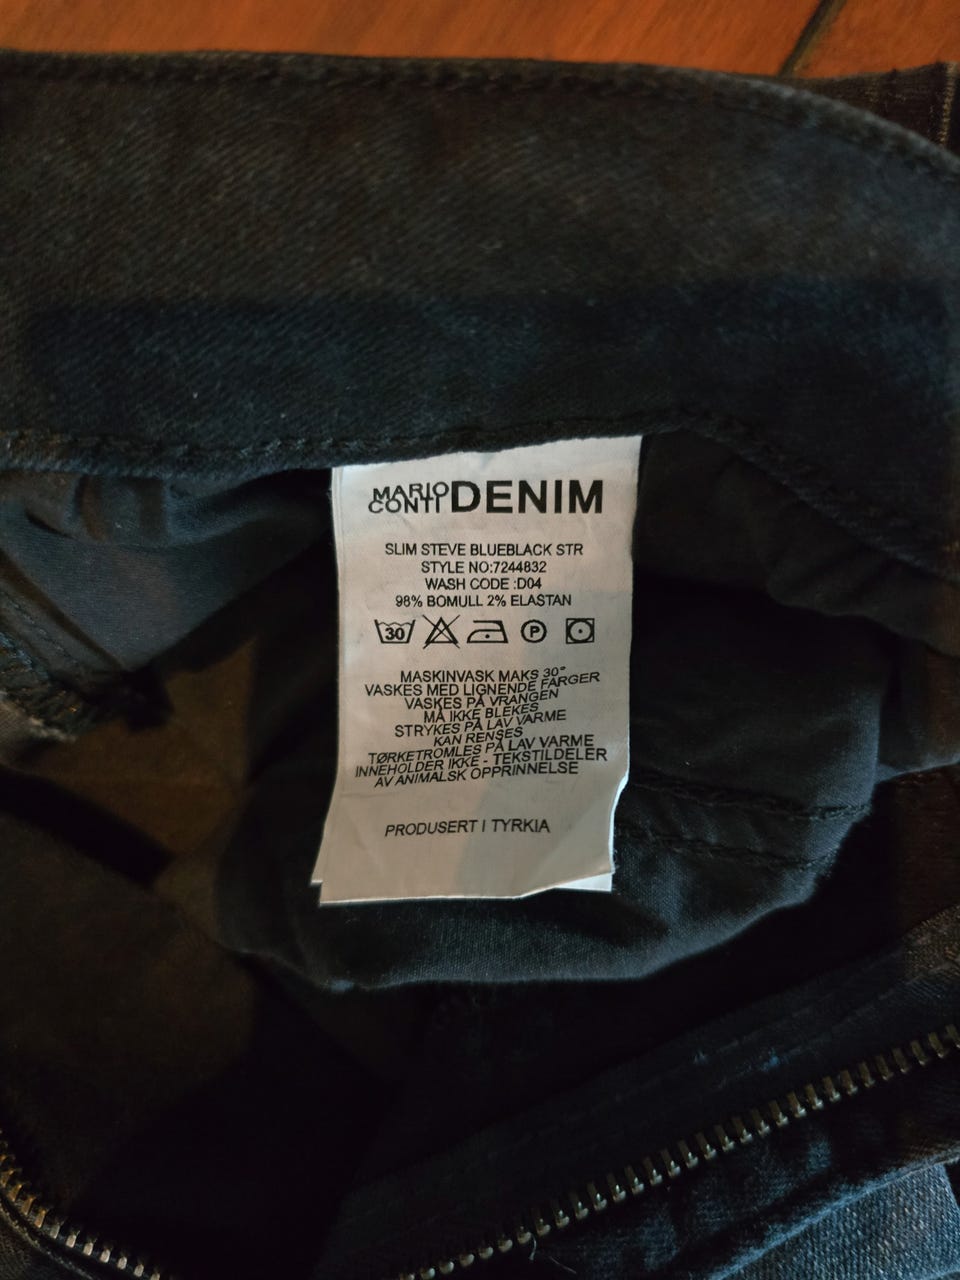 MARIO
CONTI DENIM
SLIM STEVE BLUEBLACK STR
STYLE NO:7244832
WASH CODE :D04
98% BOMULL 2% ELASTAN
30 P
MASKINVASK MAKS 30°
VASKES MED LIGNENDE FARGER
VASKES PÅ VRANGEN
MÅ IKKE BLEKES
STRYKES PÅ LAV VARME
KAN RENSES
TØRKETROMLES PÅ LAV VARME
INNEHOLDER IKKE - TEKSTILDELER
AV ANIMALSK OPPRINNELSE
PRODUSERT I TYRKIA